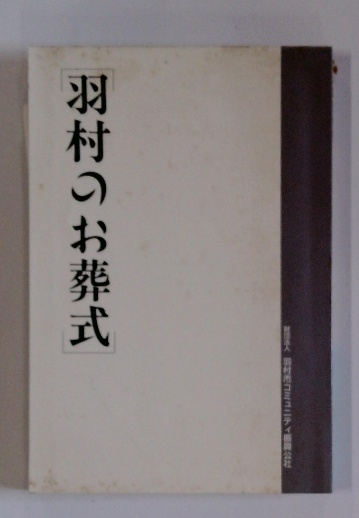 「羽村のお葬式」
財団法人 羽村市コミュニティ振興公社